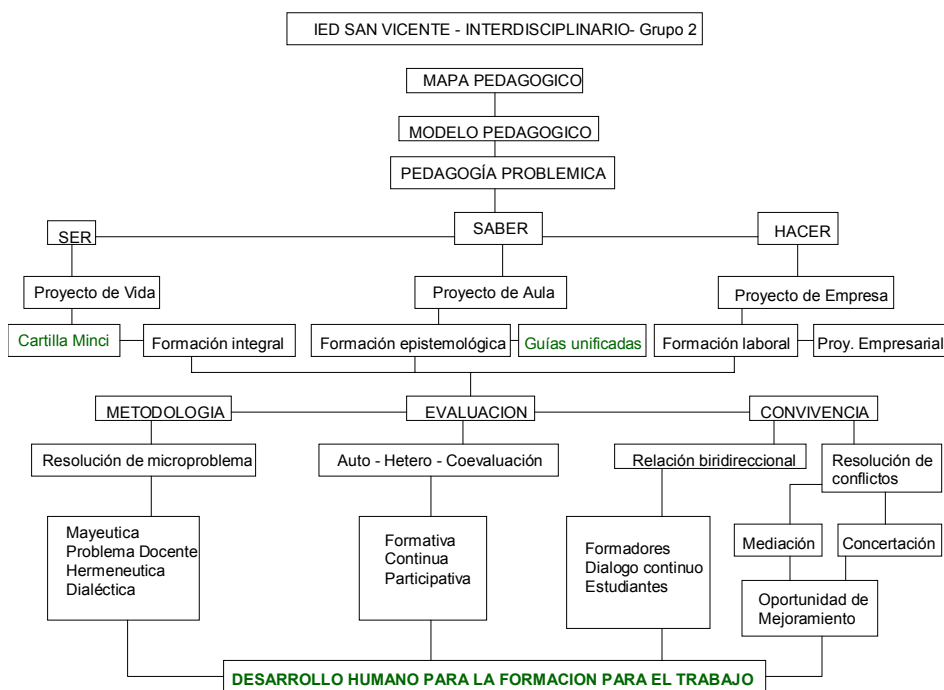 IED SAN VICENTE - INTERDISCIPLINARIO- Grupo 2
MAPA PEDAGOGICO
MODELO PEDAGOGICO
PEDAGOGÍA PROBLEMICA
SER
SABER
HACER
Proyecto de Vida
Proyecto de Aula
Proyecto de Empresa
Cartilla Minci
Formación integral
Formación epistemológica
Guías unificadas
Formación laboral
Proy. Empresarial
METODOLOGIA
EVALUACION
CONVIVENCIA
Resolución de microproblema
Auto - Hetero - Coevaluación
Relación biridireccional
Resolución de
conflictos
Mayeutica
Problema Docente
Hermeneutica
Dialéctica
Formativa
Continua
Participativa
Formadores
Dialogo continuo
Estudiantes
Mediación
Concertación
Oportunidad de
Mejoramiento
DESARROLLO HUMANO PARA LA FORMACION PARA EL TRABAJO